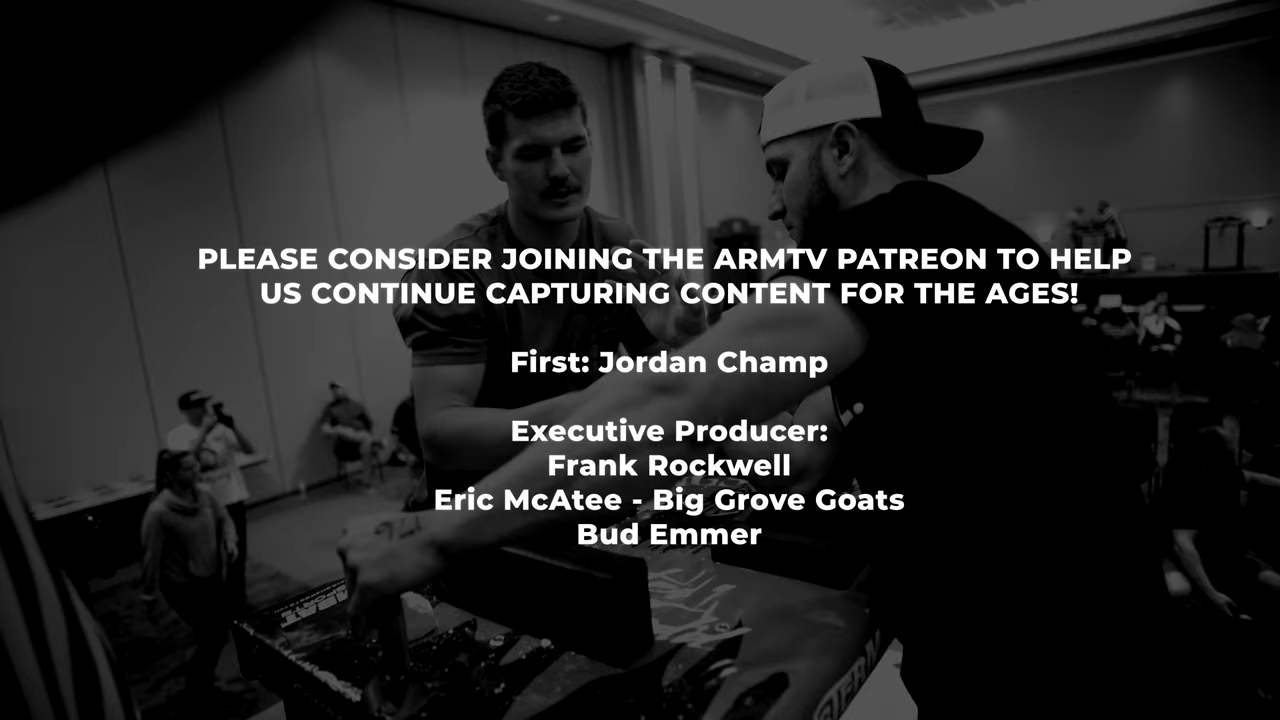 PLEASE CONSIDER JOINING THE ARMTV PATREON TO HELP
US CONTINUE CAPTURING CONTENT FOR THE AGES!
First: Jordan Champ
Executive Producer:
Frank Rockwell
Eric McAtee - Big Grove Goats
Bud Emmer